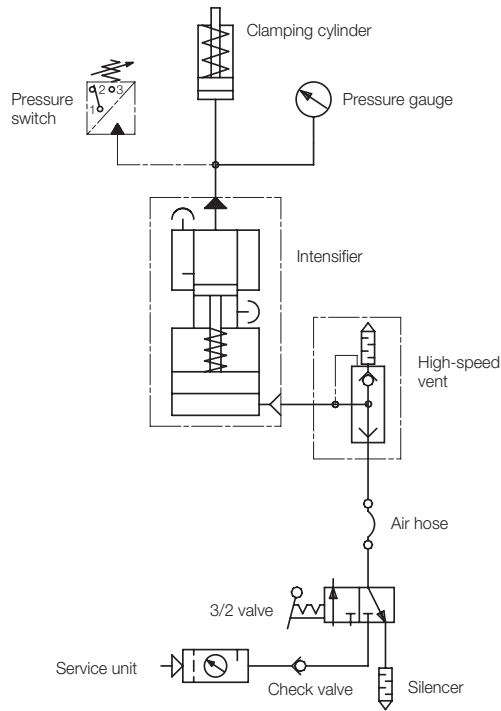 Clamping cylinder
Pressure
switch
2 3
1
Pressure gauge
Intensifier
High-speed
vent
Air hose
3/2 valve
Service unit
Check valve
Silencer